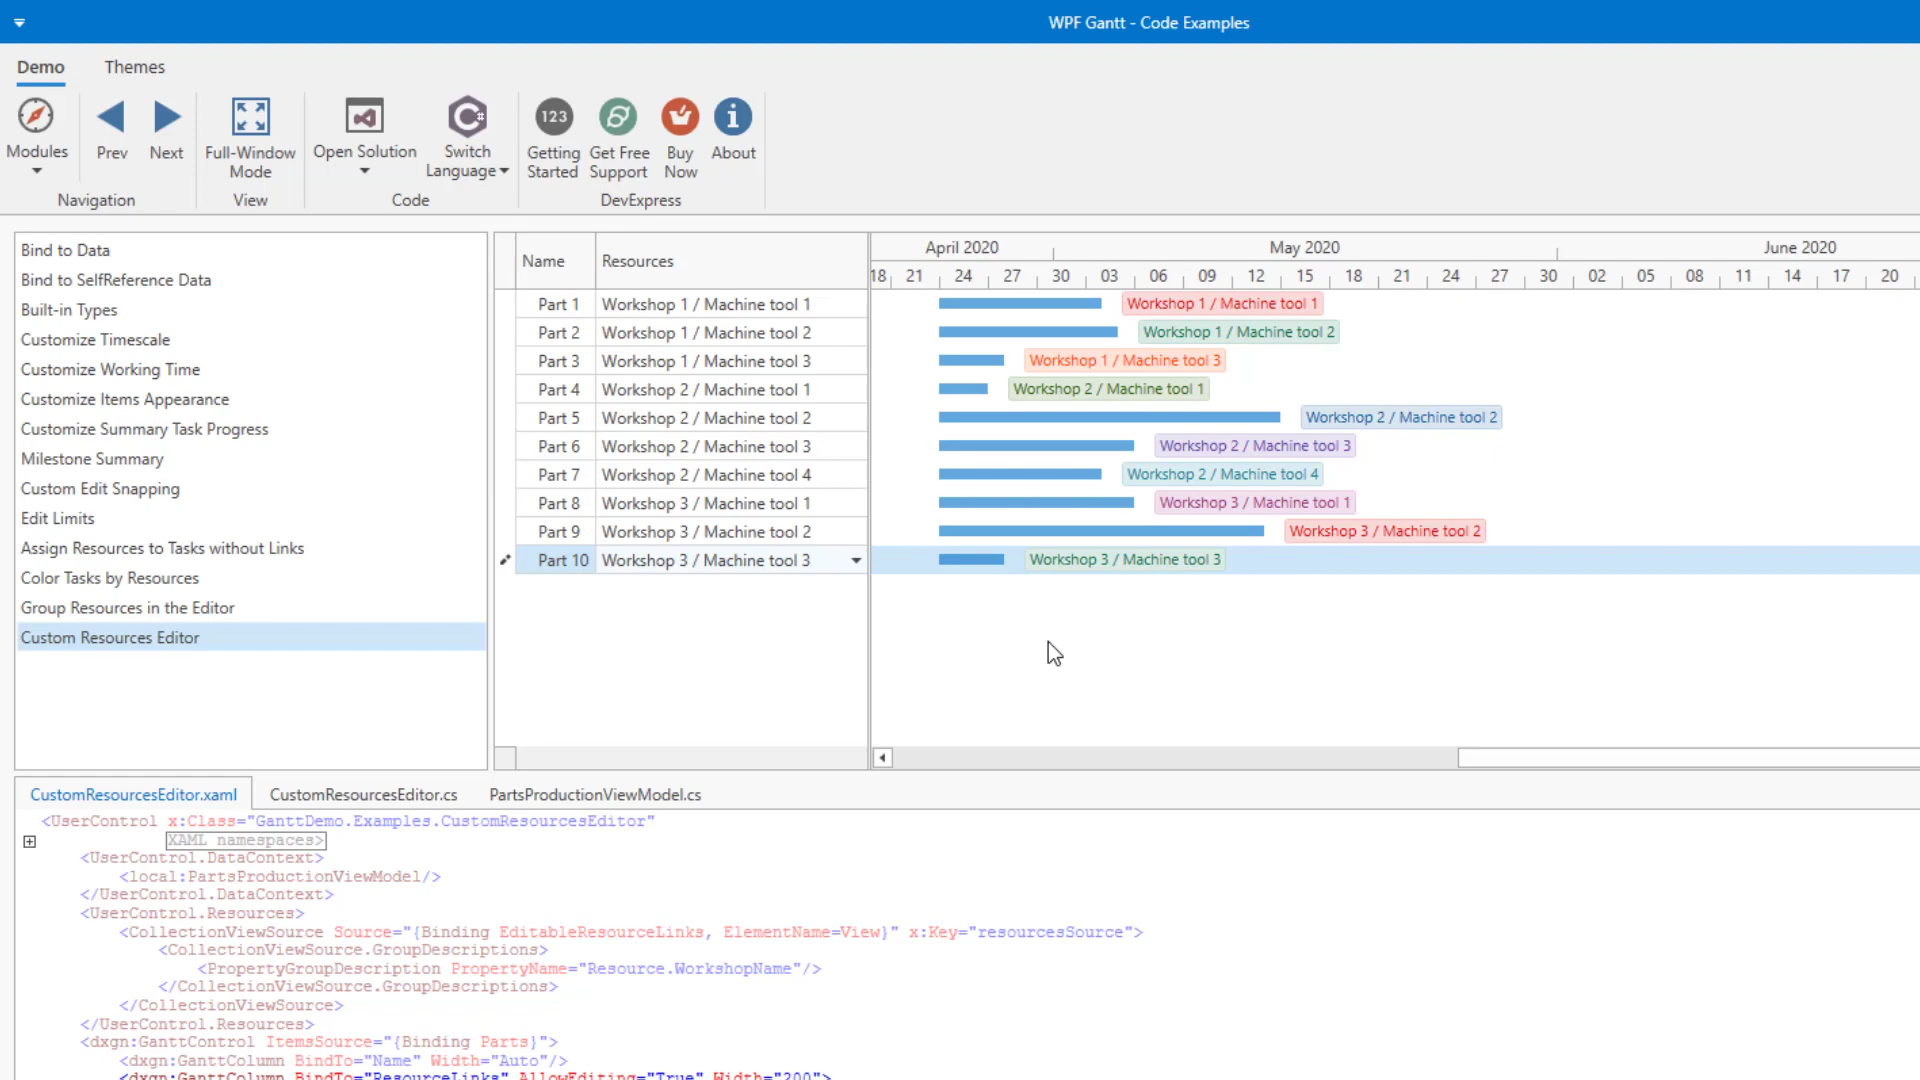 WPF Gantt - Code Examples
Demo Themes
Modules Prev Next Full-Window Mode Open Solution Switch Language Getting Started Get Free Support Buy Now About
123
Navigation View Code DevExpress
Bind to Data
Bind to SelfReference Data
Built-in Types
Customize Timescale
Customize Working Time
Customize Items Appearance
Customize Summary Task Progress
Milestone Summary
Custom Edit Snapping
Edit Limits
Assign Resources to Tasks without Links
Color Tasks by Resources
Group Resources in the Editor
Custom Resources Editor
Name Resources
April 2020 May 2020 June 2020
18 21 24 27 30 03 06 09 12 15 18 21 24 27 30 02 05 08 11 14 17 20
Part 1 Workshop 1 / Machine tool 1 Workshop 1 / Machine tool 1
Part 2 Workshop 1 / Machine tool 2 Workshop 1 / Machine tool 2
Part 3 Workshop 1 / Machine tool 3 Workshop 1 / Machine tool 3
Part 4 Workshop 2 / Machine tool 1 Workshop 2 / Machine tool 1
Part 5 Workshop 2 / Machine tool 2 Workshop 2 / Machine tool 2
Part 6 Workshop 2 / Machine tool 3 Workshop 2 / Machine tool 3
Part 7 Workshop 2 / Machine tool 4 Workshop 2 / Machine tool 4
Part 8 Workshop 3 / Machine tool 1 Workshop 3 / Machine tool 1
Part 9 Workshop 3 / Machine tool 2 Workshop 3 / Machine tool 2
Part 10 Workshop 3 / Machine tool 3 Workshop 3 / Machine tool 3
CustomResourcesEditor.xaml CustomResourcesEditor.cs PartsProductionViewModel.cs
<UserControl x:Class="GanttDemo.Examples.CustomResourcesEditor"
XAML namespaces>
<UserControl.DataContext>
<local:PartsProductionViewModel/>
</UserControl.DataContext>
<UserControl.Resources>
<CollectionViewSource Source="{Binding EditableResourceLinks, ElementName=View}" x:Key="resourcesSource">
<CollectionViewSource.GroupDescriptions>
<PropertyGroupDescription PropertyName="Resource.WorkshopName"/>
</CollectionViewSource.GroupDescriptions>
</CollectionViewSource>
</UserControl.Resources>
<dxgn:GanttControl ItemsSource="{Binding Parts}">
<dxgn:GanttColumn BindTo="Name" Width="Auto"/>
<dxgn:GanttColumn BindTo="ResourceLinks" AllowEditing="True" Width="200">